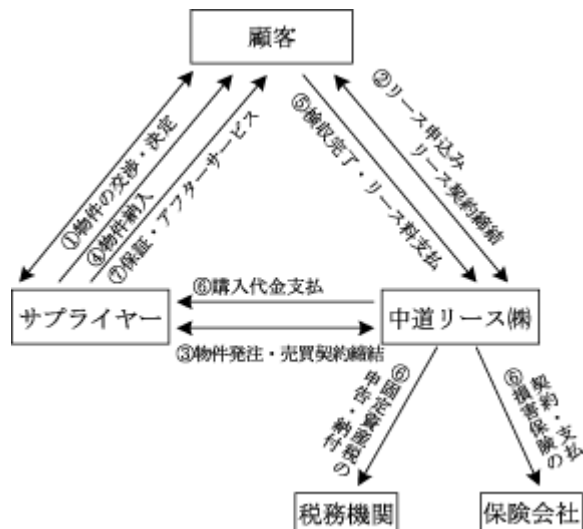 顧客
①物件の交渉・決定
④物件納入
⑦保証・アフターサービス
⑤検収完了・リース料支払
②リース申込み
リース契約締結
サプライヤー
⑥購入代金支払
③物件発注・売買契約締結
中道リース㈱
⑥固定資産税の
申告・納付
⑥損害保険の
契約・支払
税務機関
保険会社